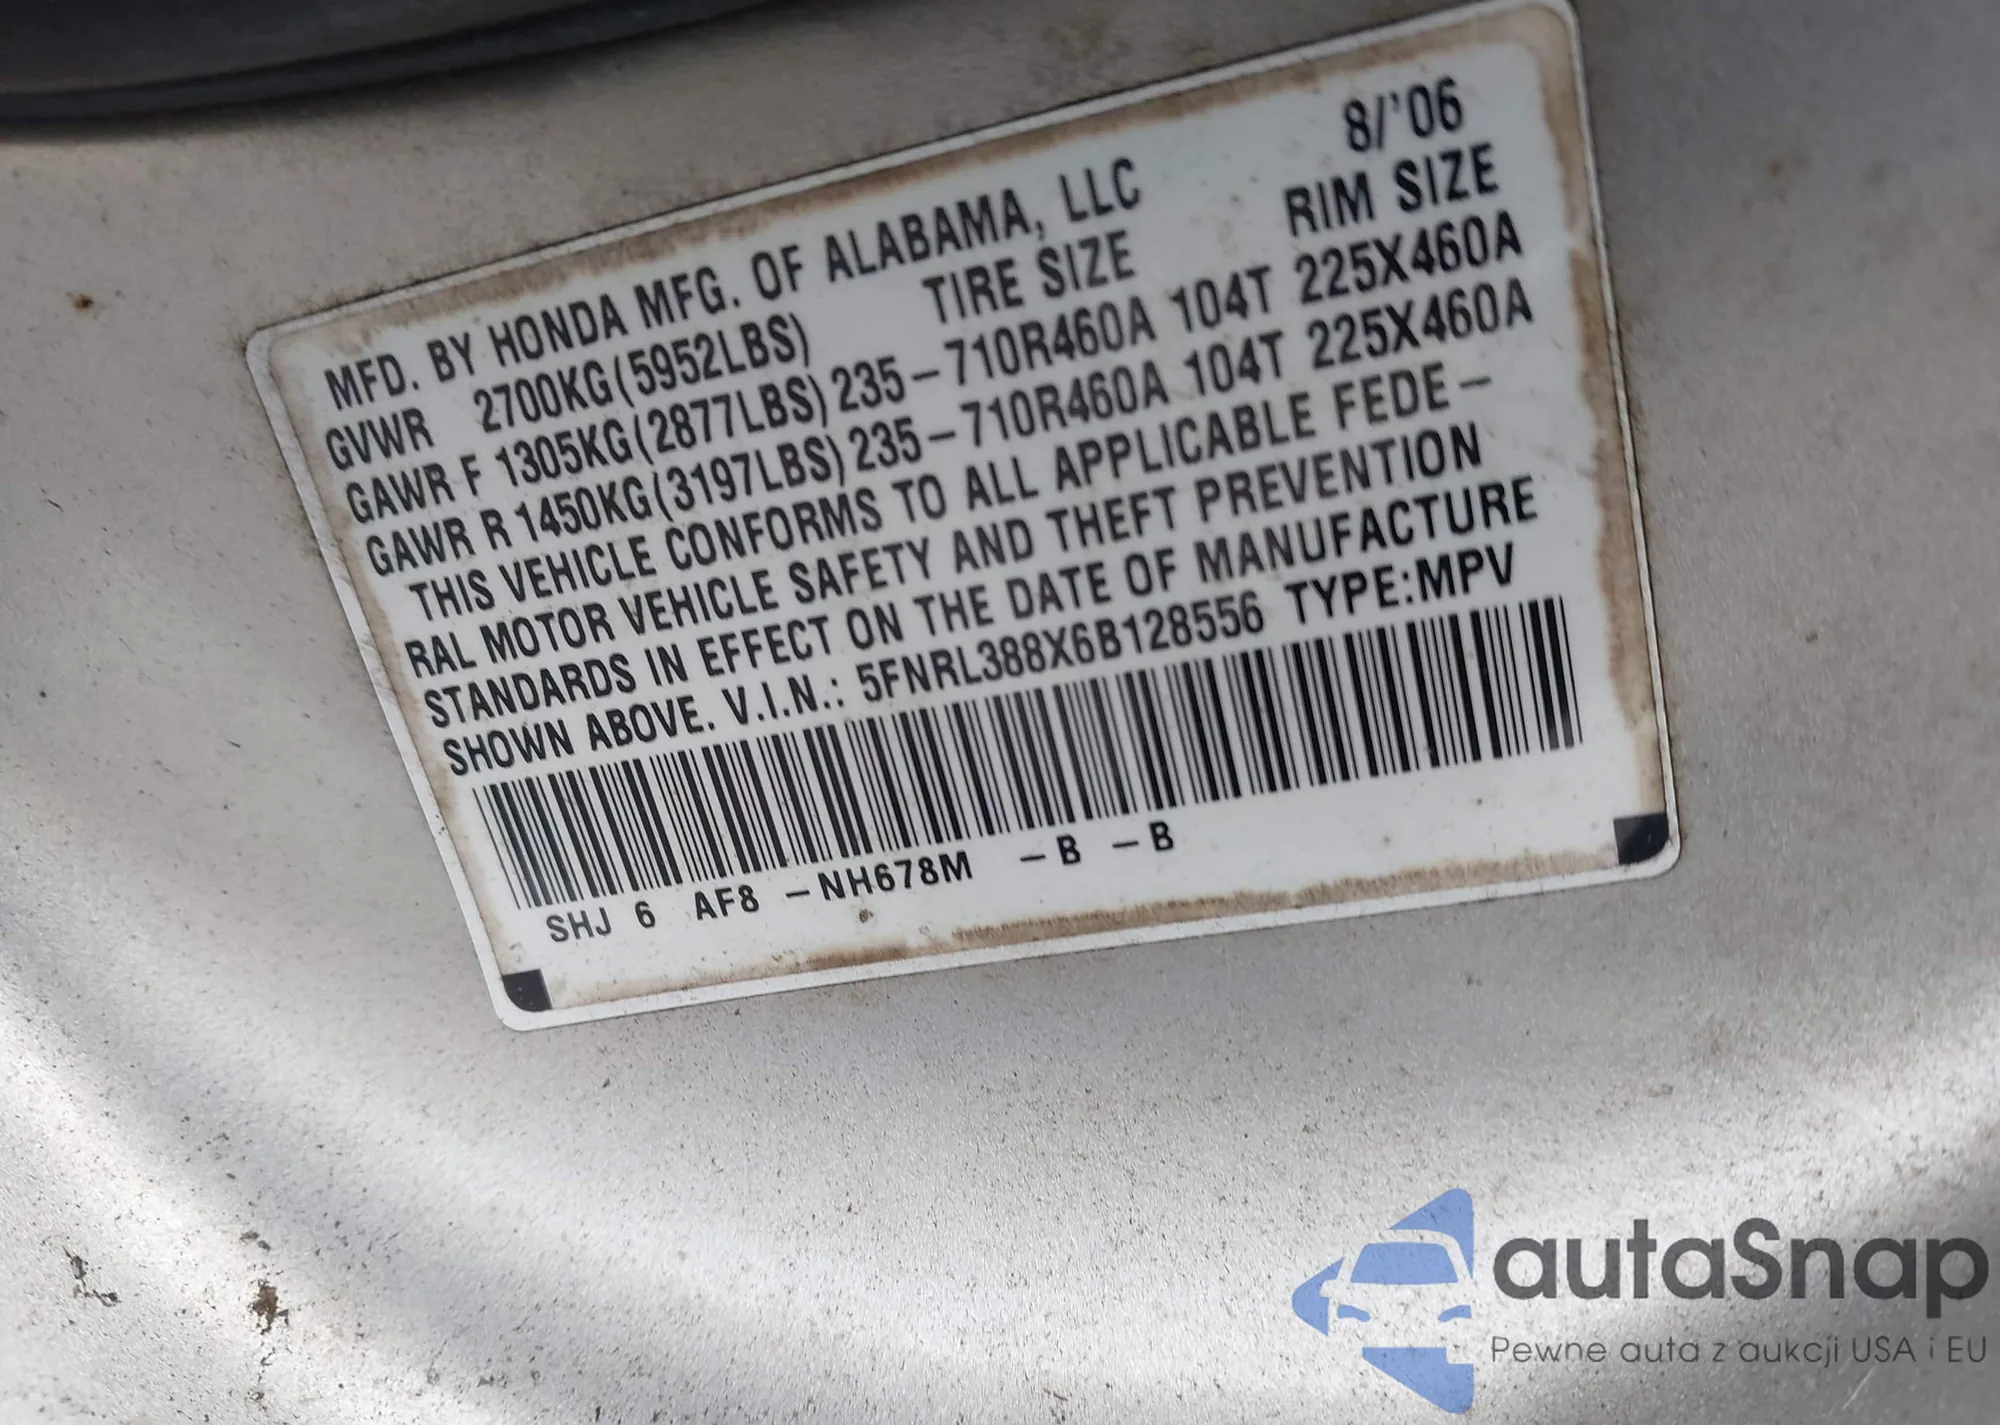 8/'06
MFD. BY HONDA MFG. OF ALABAMA, LLC
GVWR 2700KG(5952LBS) TIRE SIZE RIM SIZE
GAWR F 1305KG(2877LBS) 235-710R460A 104T 225X460A
GAWR R 1450KG(3197LBS) 235-710R460A 104T 225X460A
THIS VEHICLE CONFORMS TO ALL APPLICABLE FEDE-
RAL MOTOR VEHICLE SAFETY AND THEFT PREVENTION
STANDARDS IN EFFECT ON THE DATE OF MANUFACTURE
SHOWN ABOVE. V.I.N.: 5FNRL388X6B128556 TYPE:MPV
SHJ 6 AF8 -NH678M -B -B
autaSnap
Pewne auta z aukcji USA i EU